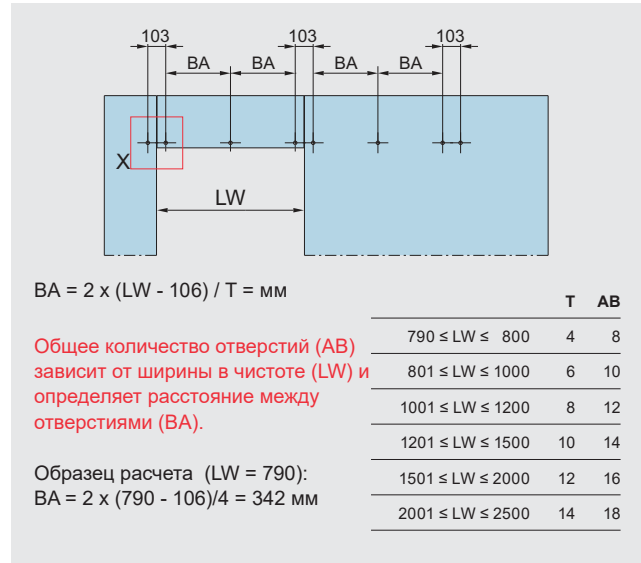 103 103 103
BA BA BA BA
X
LW
BA = 2 x (LW - 106) / T = мм
Общее количество отверстий (AB)
зависит от ширины в чистоте (LW) и
определяет расстояние между
отверстиями (BA).
Образец расчета (LW = 790):
BA = 2 x (790 - 106)/4 = 342 мм
T AB
790 ≤ LW ≤ 800 4 8
801 ≤ LW ≤ 1000 6 10
1001 ≤ LW ≤ 1200 8 12
1201 ≤ LW ≤ 1500 10 14
1501 ≤ LW ≤ 2000 12 16
2001 ≤ LW ≤ 2500 14 18